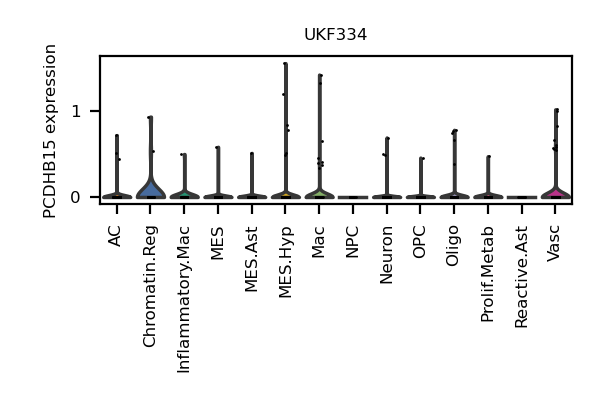 UKF334
PCDHB15 expression
1
0
AC
Chromatin.Reg
Inflammatory.Mac
MES
MES.Ast
MES.Hyp
Mac
NPC
Neuron
OPC
Oligo
Prolif.Metab
Reactive.Ast
Vasc